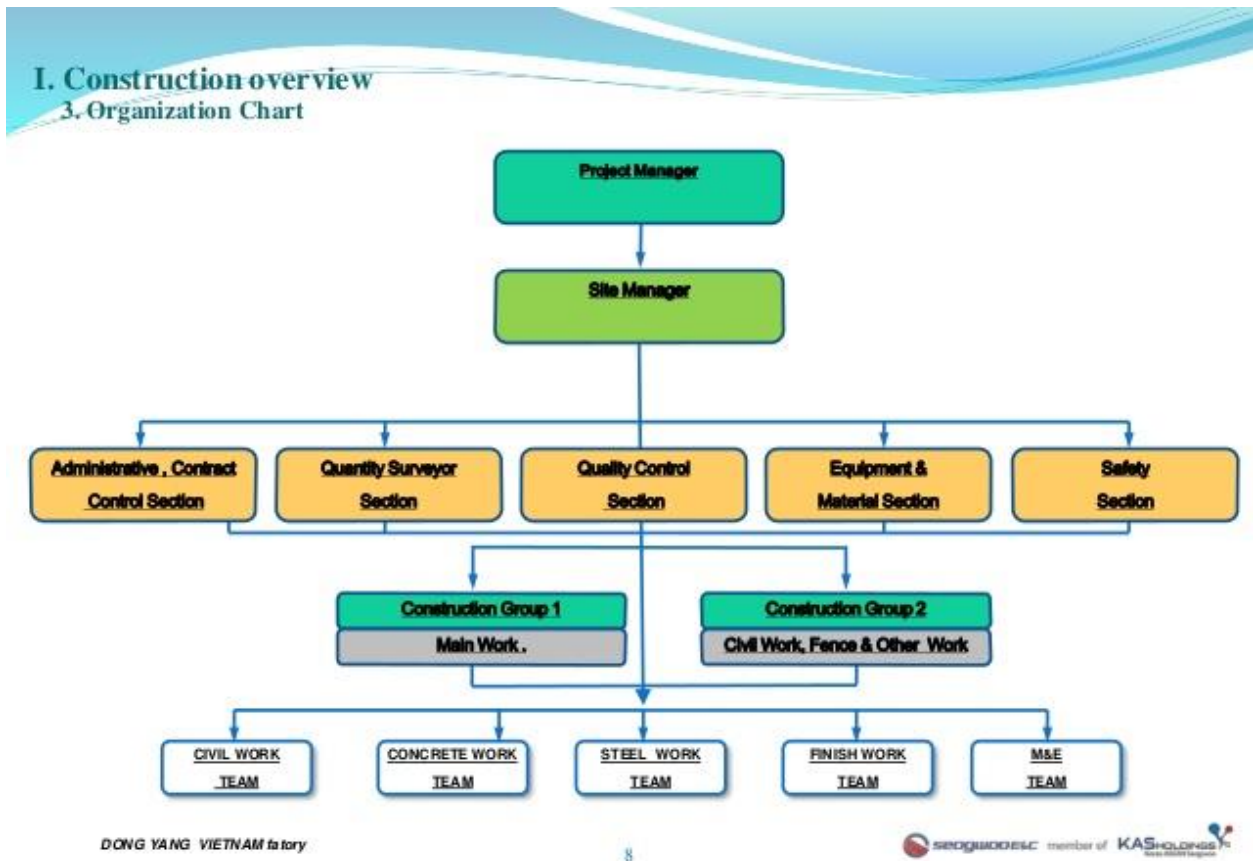 I. Construction overview
3. Organization Chart
Project Manager
Site Manager
Administrative , Contract
Control Section
Quantity Surveyor
Section
Quality Control
Section
Equipment &
Material Section
Safety
Section
Construction Group 1
Main Work .
Construction Group 2
Civil Work, Fence & Other Work
CIVIL WORK
TEAM
CONCRETE WORK
TEAM
STEEL WORK
TEAM
FINISH WORK
TEAM
M&E
TEAM
DONG YANG VIETNAM fatory
8
seogwoo E&C member of KAS HOLDINGS